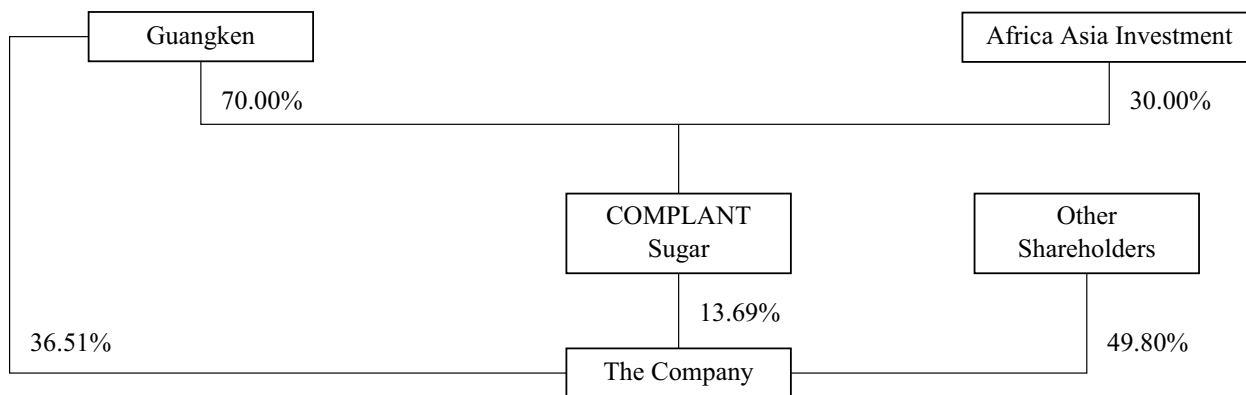 Guangken
Africa Asia Investment
70.00%
30.00%
COMPLANT
Sugar
Other
Shareholders
13.69%
36.51%
49.80%
The Company